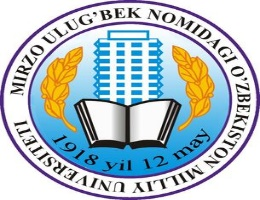 MIRZO ULUG'BEK NOMIDAGI O'ZBEKISTON MILLIY UNIVERSITETI
1918 yil 12 may